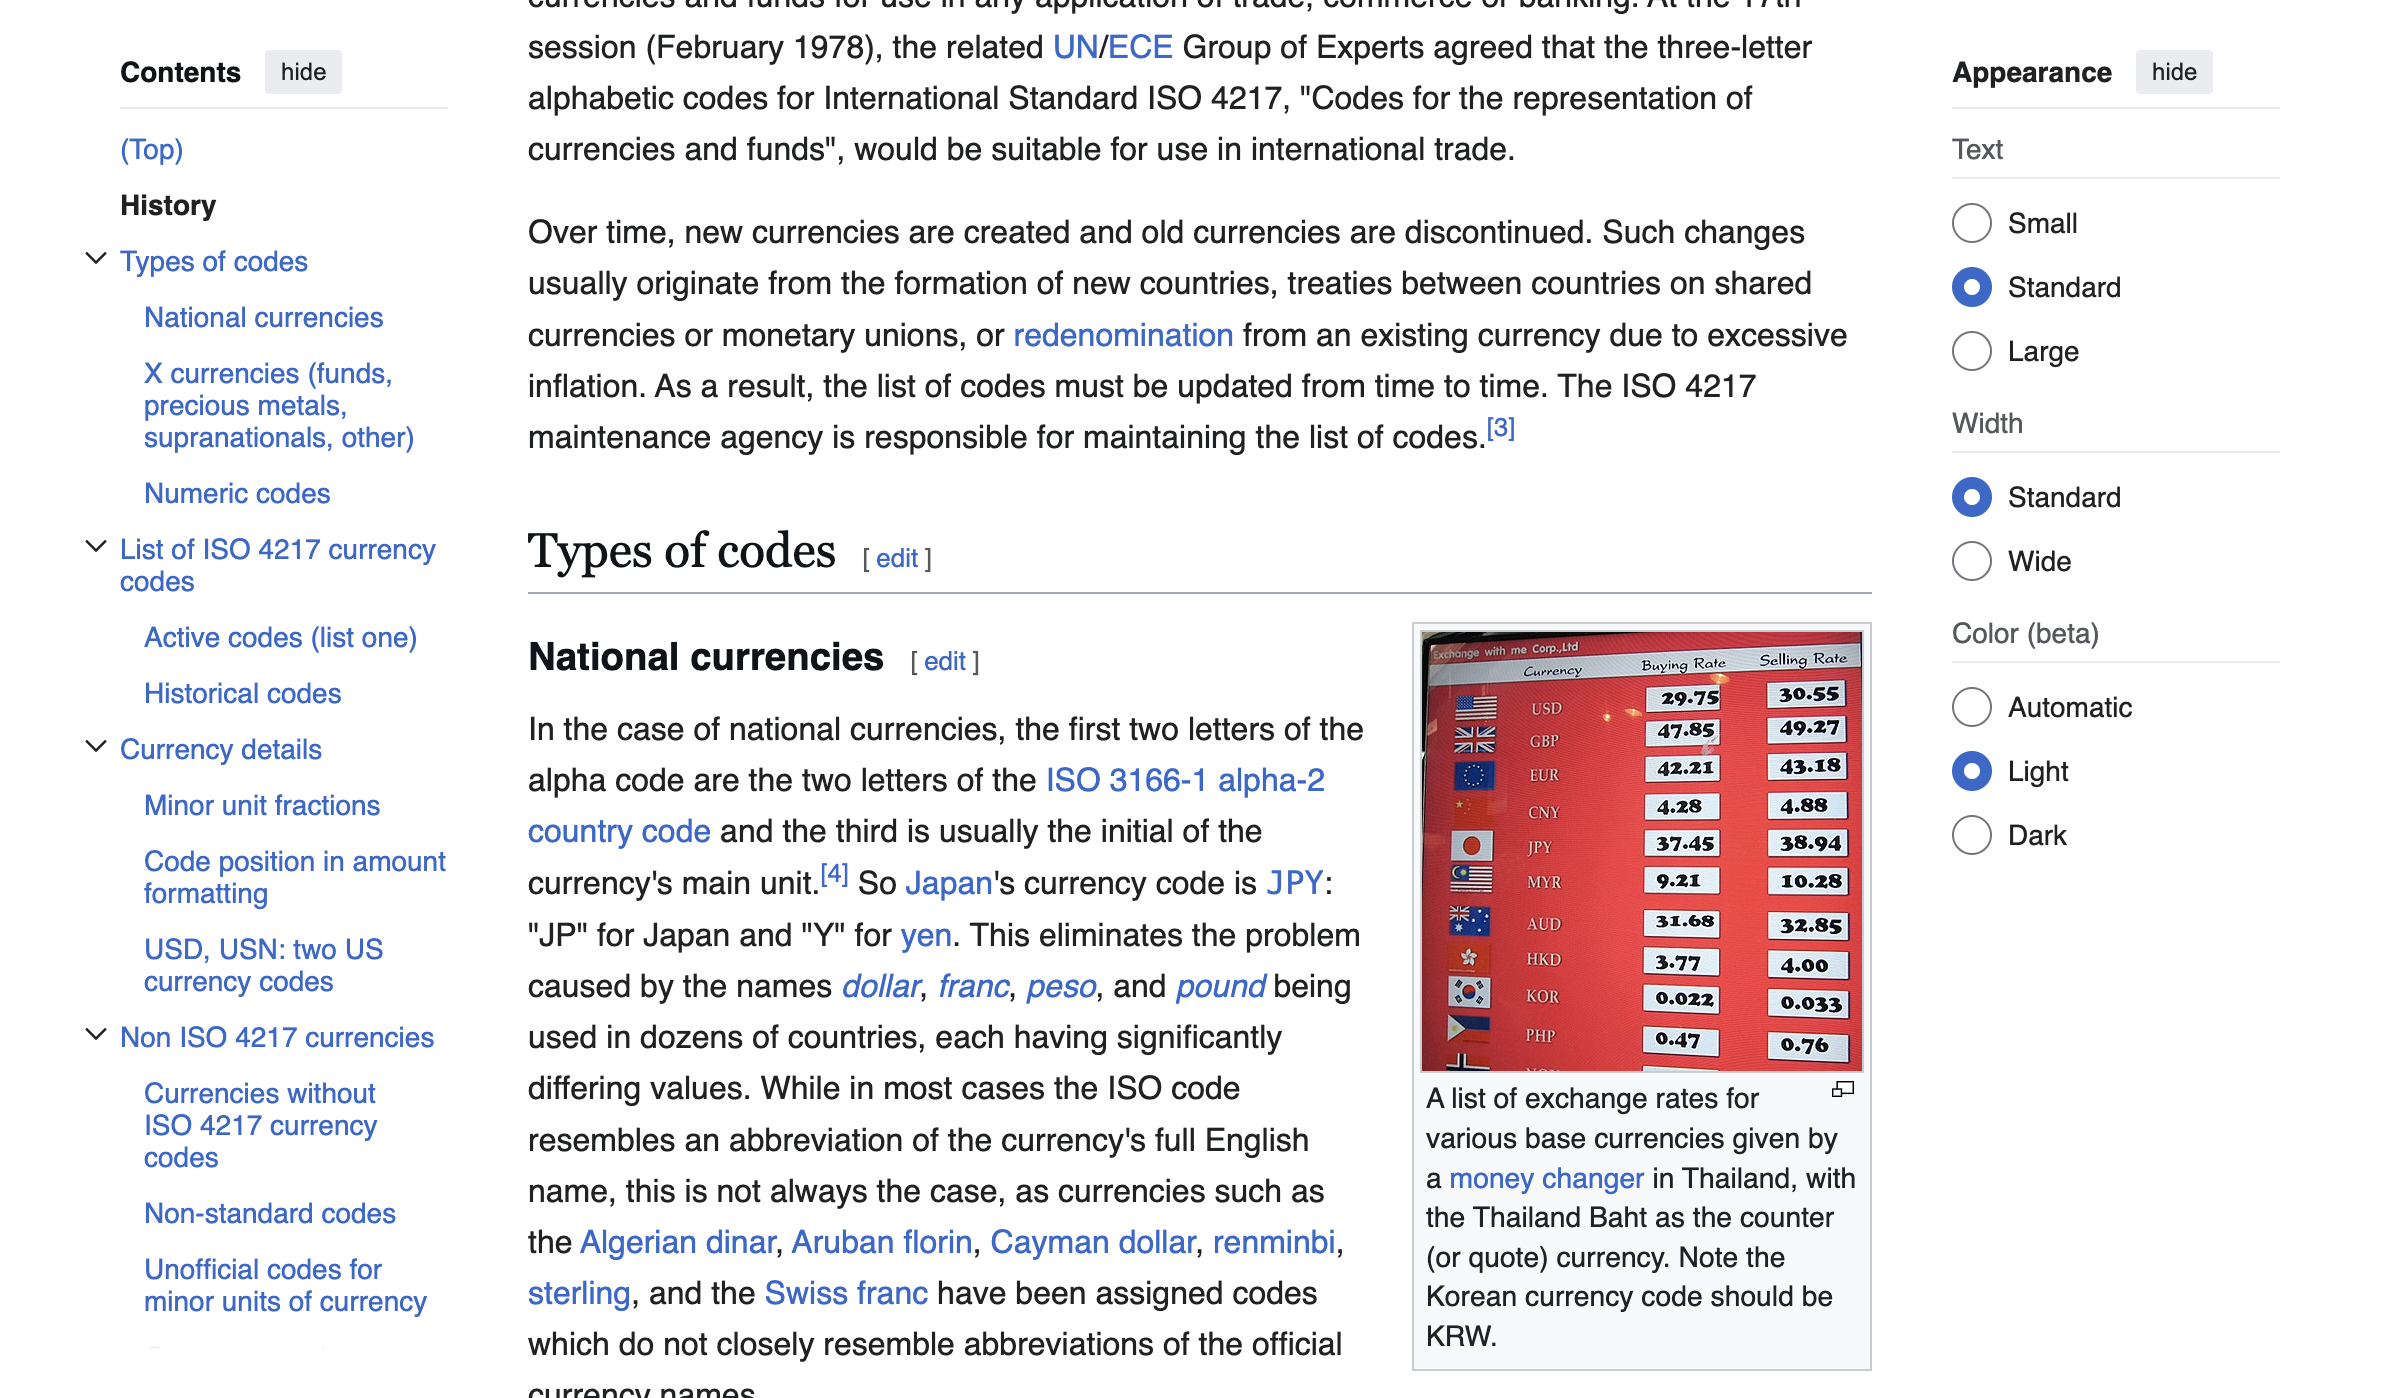 Contents hide
(Top)
History
Types of codes
National currencies
X currencies (funds,
precious metals,
supranationals, other)
Numeric codes
List of ISO 4217 currency
codes
Active codes (list one)
Historical codes
Currency details
Minor unit fractions
Code position in amount
formatting
USD, USN: two US
currency codes
Non ISO 4217 currencies
Currencies without
ISO 4217 currency
codes
Non-standard codes
Unofficial codes for
minor units of currency
currencies and funds for use in any application of trade, commerce or banking. At the 17th
session (February 1978), the related UN/ECE Group of Experts agreed that the three-letter
alphabetic codes for International Standard ISO 4217, "Codes for the representation of
currencies and funds", would be suitable for use in international trade.
Over time, new currencies are created and old currencies are discontinued. Such changes
usually originate from the formation of new countries, treaties between countries on shared
currencies or monetary unions, or redenomination from an existing currency due to excessive
inflation. As a result, the list of codes must be updated from time to time. The ISO 4217
maintenance agency is responsible for maintaining the list of codes.[3]
Types of codes [ edit ]
National currencies [ edit ]
In the case of national currencies, the first two letters of the
alpha code are the two letters of the ISO 3166-1 alpha-2
country code and the third is usually the initial of the
currency's main unit.[4] So Japan's currency code is JPY:
"JP" for Japan and "Y" for yen. This eliminates the problem
caused by the names dollar, franc, peso, and pound being
used in dozens of countries, each having significantly
differing values. While in most cases the ISO code
resembles an abbreviation of the currency's full English
name, this is not always the case, as currencies such as
the Algerian dinar, Aruban florin, Cayman dollar, renminbi,
sterling, and the Swiss franc have been assigned codes
which do not closely resemble abbreviations of the official
currency names.
Exchange with me Corp.,Ltd
Currency Buying Rate Selling Rate
USD 29.75 30.55
GBP 47.85 49.27
EUR 42.21 43.18
CNY 4.28 4.88
JPY 37.45 38.94
MYR 9.21 10.28
AUD 31.68 32.85
HKD 3.77 4.00
KOR 0.022 0.033
PHP 0.47 0.76
A list of exchange rates for
various base currencies given by
a money changer in Thailand, with
the Thailand Baht as the counter
(or quote) currency. Note the
Korean currency code should be
KRW.
Appearance hide
Text
Small
Standard
Large
Width
Standard
Wide
Color (beta)
Automatic
Light
Dark